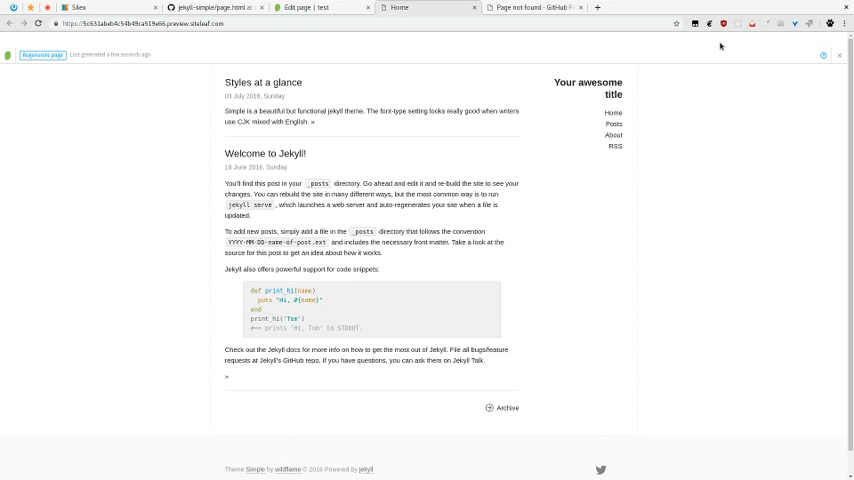 Silex
jekyll-simple/page.html at
Edit page | test
Home
Page not found · GitHub P
https://5c631abeb4c54b49ca519e66.preview.siteleaf.com
Regenerate page
Last generated a few seconds ago
Styles at a glance
03 July 2016, Sunday
Simple is a beautiful but functional jekyll theme. The font-type setting looks really good when writers
use CJK mixed with English. »
Welcome to Jekyll!
19 June 2016, Sunday
You'll find this post in your _posts directory. Go ahead and edit it and re-build the site to see your
changes. You can rebuild the site in many different ways, but the most common way is to run
jekyll serve , which launches a web server and auto-regenerates your site when a file is
updated.
To add new posts, simply add a file in the _posts directory that follows the convention
YYYY-MM-DD-name-of-post.ext and includes the necessary front matter. Take a look at the
source for this post to get an idea about how it works.
Jekyll also offers powerful support for code snippets:
def print_hi(name)
puts "Hi, #{name}"
end
print_hi('Tom')
#=> prints 'Hi, Tom' to STDOUT.
Check out the Jekyll docs for more info on how to get the most out of Jekyll. File all bugs/feature
requests at Jekyll's GitHub repo. If you have questions, you can ask them on Jekyll Talk.
»
Archive
Your awesome
title
Home
Posts
About
RSS
Theme Simple by wildflame © 2016 Powered by jekyll